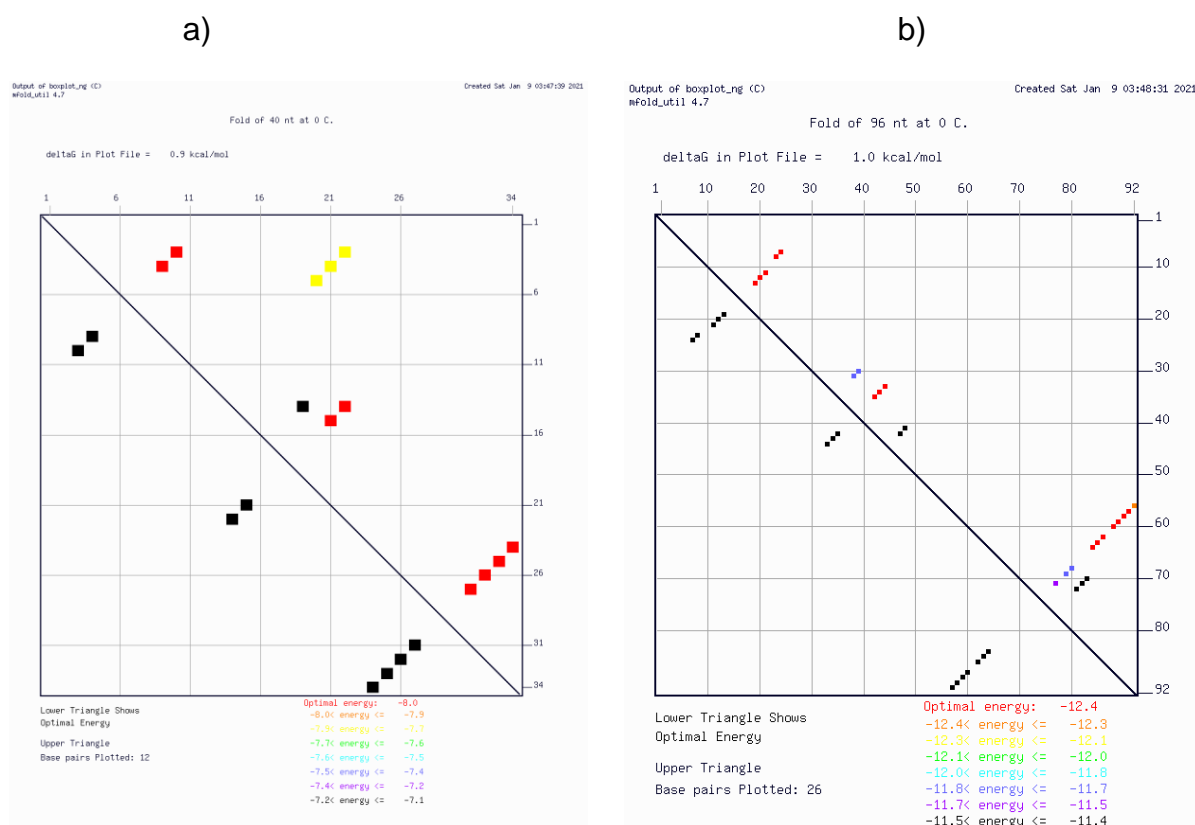 a)
Output of boxplot_ng (C)
mfold_util 4.7
Created Sat Jan 9 03:47:39 2021
Fold of 40 nt at 0 C.
deltaG in Plot File = 0.9 kcal/mol
1 6 11 16 21 26 34
1
6
11
16
21
26
31
34
Lower Triangle Shows
Optimal Energy
Upper Triangle
Base pairs Plotted: 12
Optimal energy: -8.0
-8.0< energy <= -7.9
-7.9< energy <= -7.7
-7.7< energy <= -7.6
-7.6< energy <= -7.5
-7.5< energy <= -7.4
-7.4< energy <= -7.2
-7.2< energy <= -7.1
b)
Output of boxplot_ng (C)
mfold_util 4.7
Created Sat Jan 9 03:48:31 2021
Fold of 96 nt at 0 C.
deltaG in Plot File = 1.0 kcal/mol
1 10 20 30 40 50 60 70 80 92
1
10
20
30
40
50
60
70
80
92
Lower Triangle Shows
Optimal Energy
Upper Triangle
Base pairs Plotted: 26
Optimal energy: -12.4
-12.4< energy <= -12.3
-12.3< energy <= -12.1
-12.1< energy <= -12.0
-12.0< energy <= -11.8
-11.8< energy <= -11.7
-11.7< energy <= -11.5
-11.5< energy <= -11.4